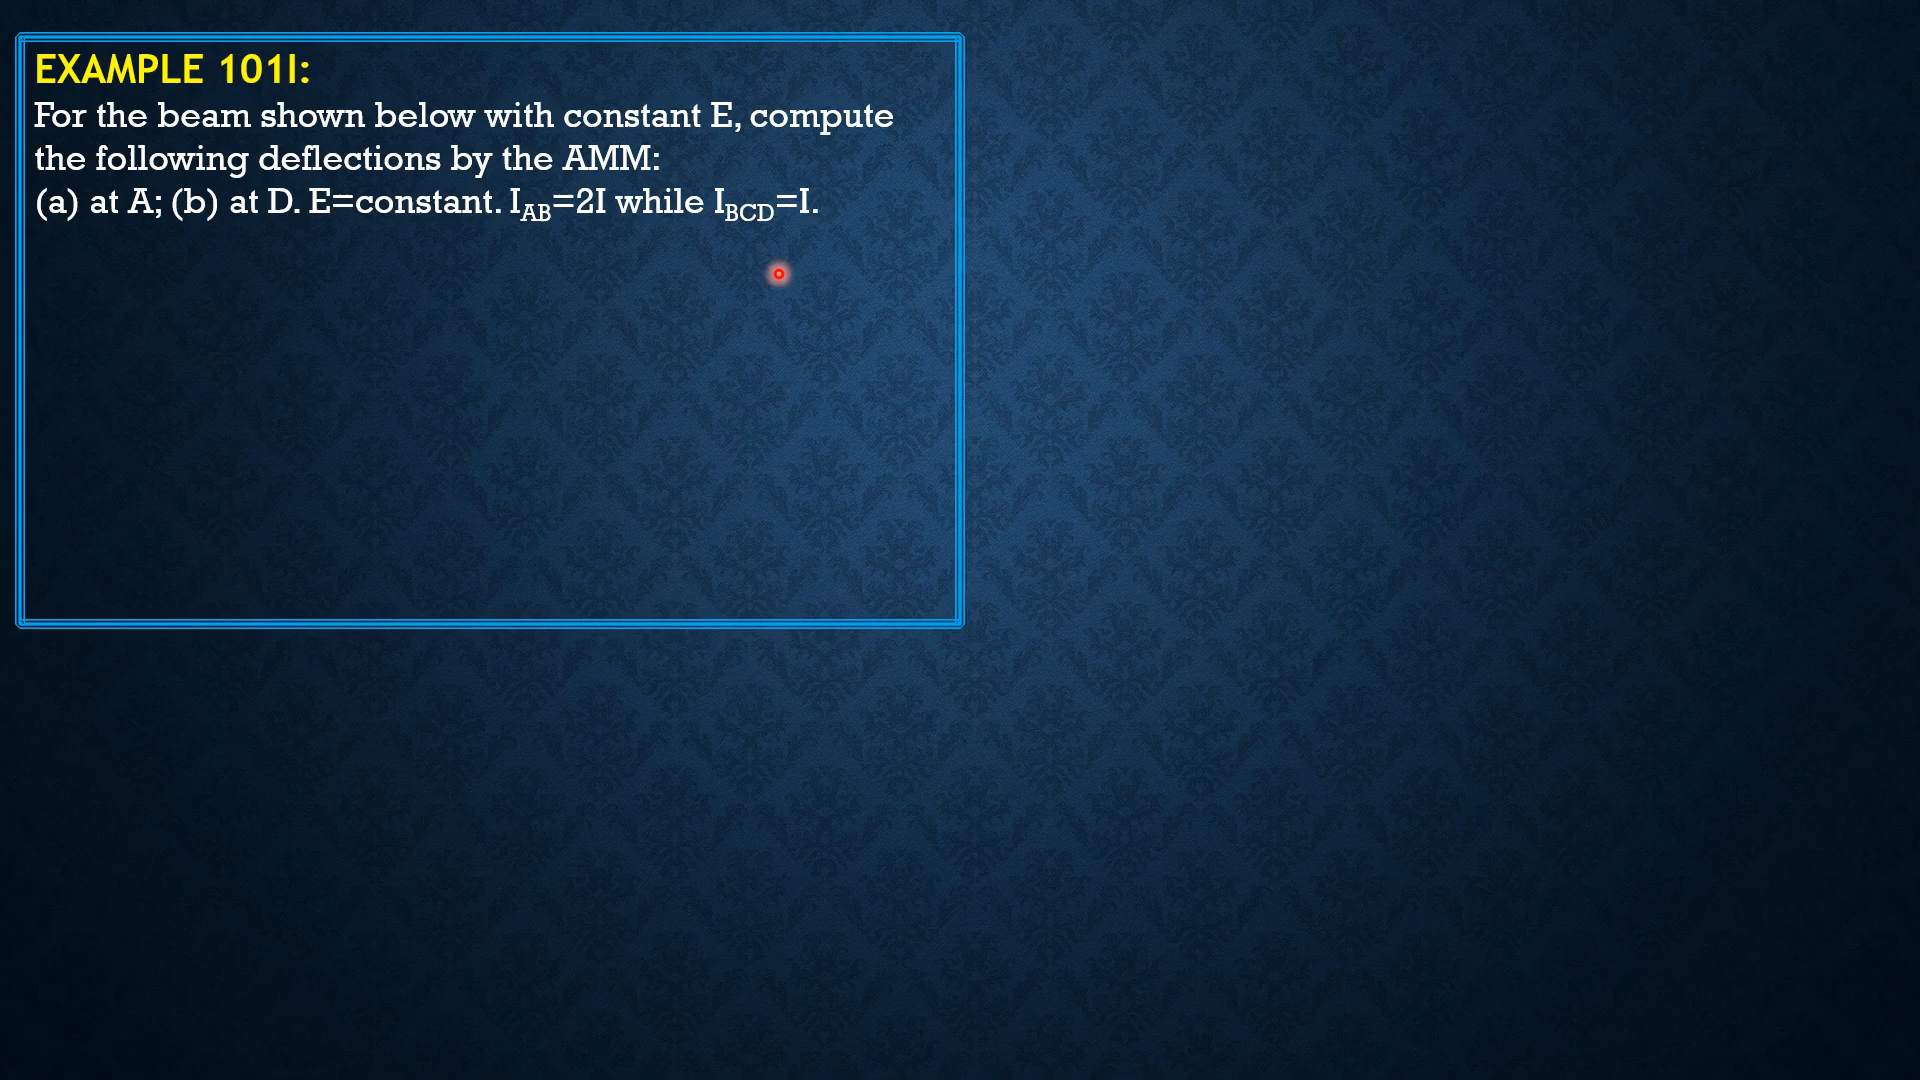 EXAMPLE 101I:
For the beam shown below with constant E, compute
the following deflections by the AMM:
(a) at A; (b) at D. E=constant. I_AB=2I while I_BCD=I.